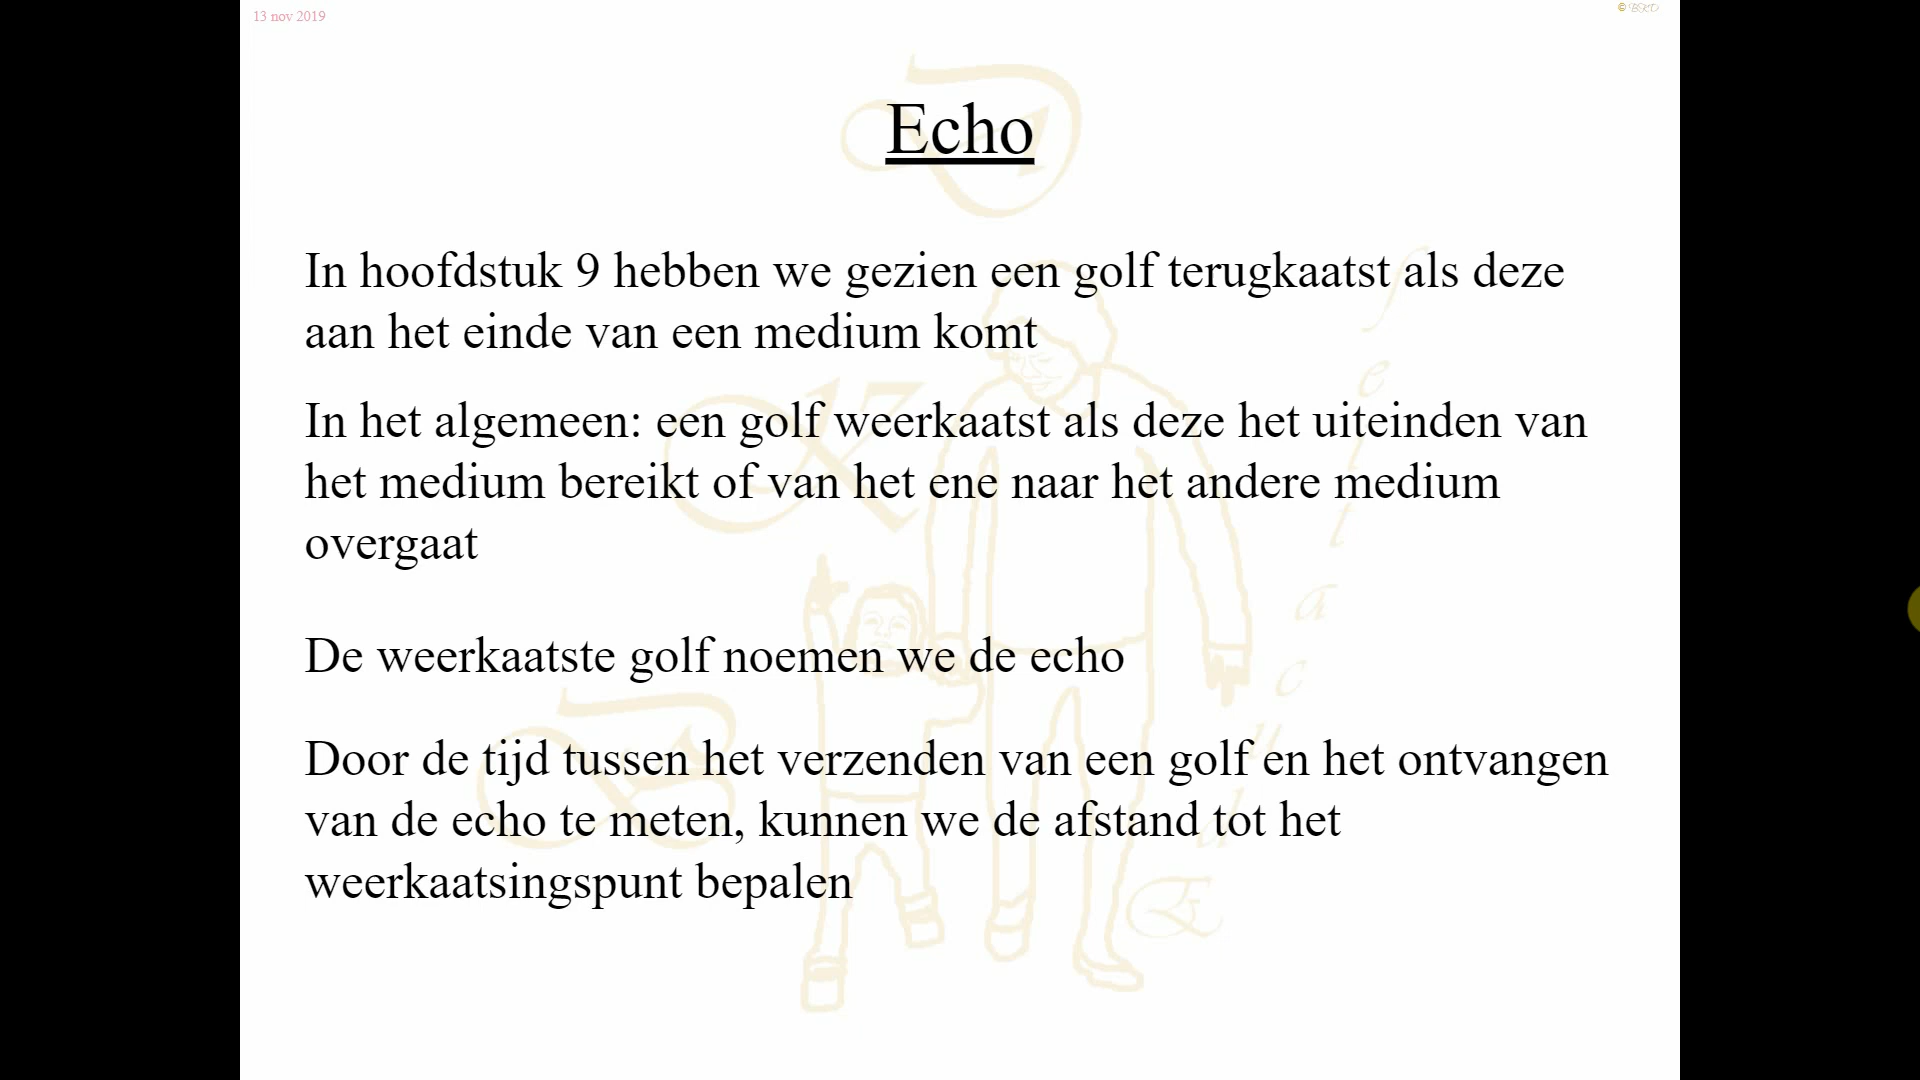 13 nov 2019
© BKD
Echo
In hoofdstuk 9 hebben we gezien een golf terugkaatst als deze
aan het einde van een medium komt
In het algemeen: een golf weerkaatst als deze het uiteinden van
het medium bereikt of van het ene naar het andere medium
overgaat
De weerkaatste golf noemen we de echo
Door de tijd tussen het verzenden van een golf en het ontvangen
van de echo te meten, kunnen we de afstand tot het
weerkaatsingspunt bepalen